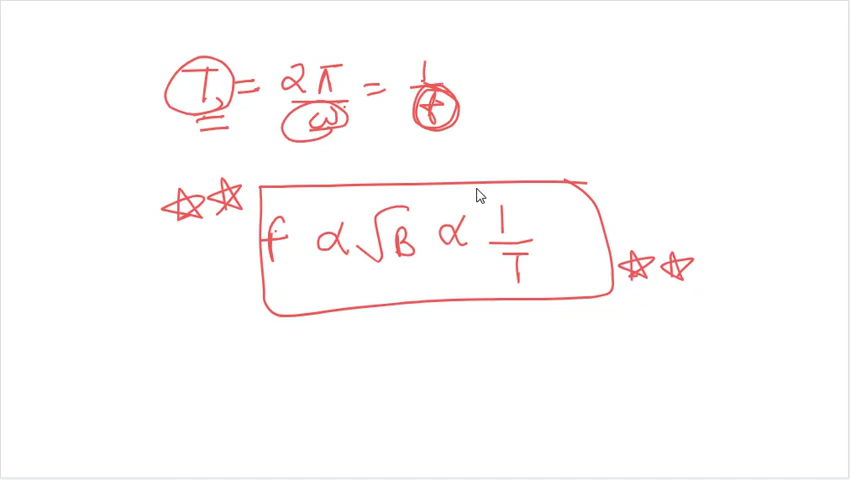 T = 2π/ω = 1/f
f ∝ √B ∝ 1/T